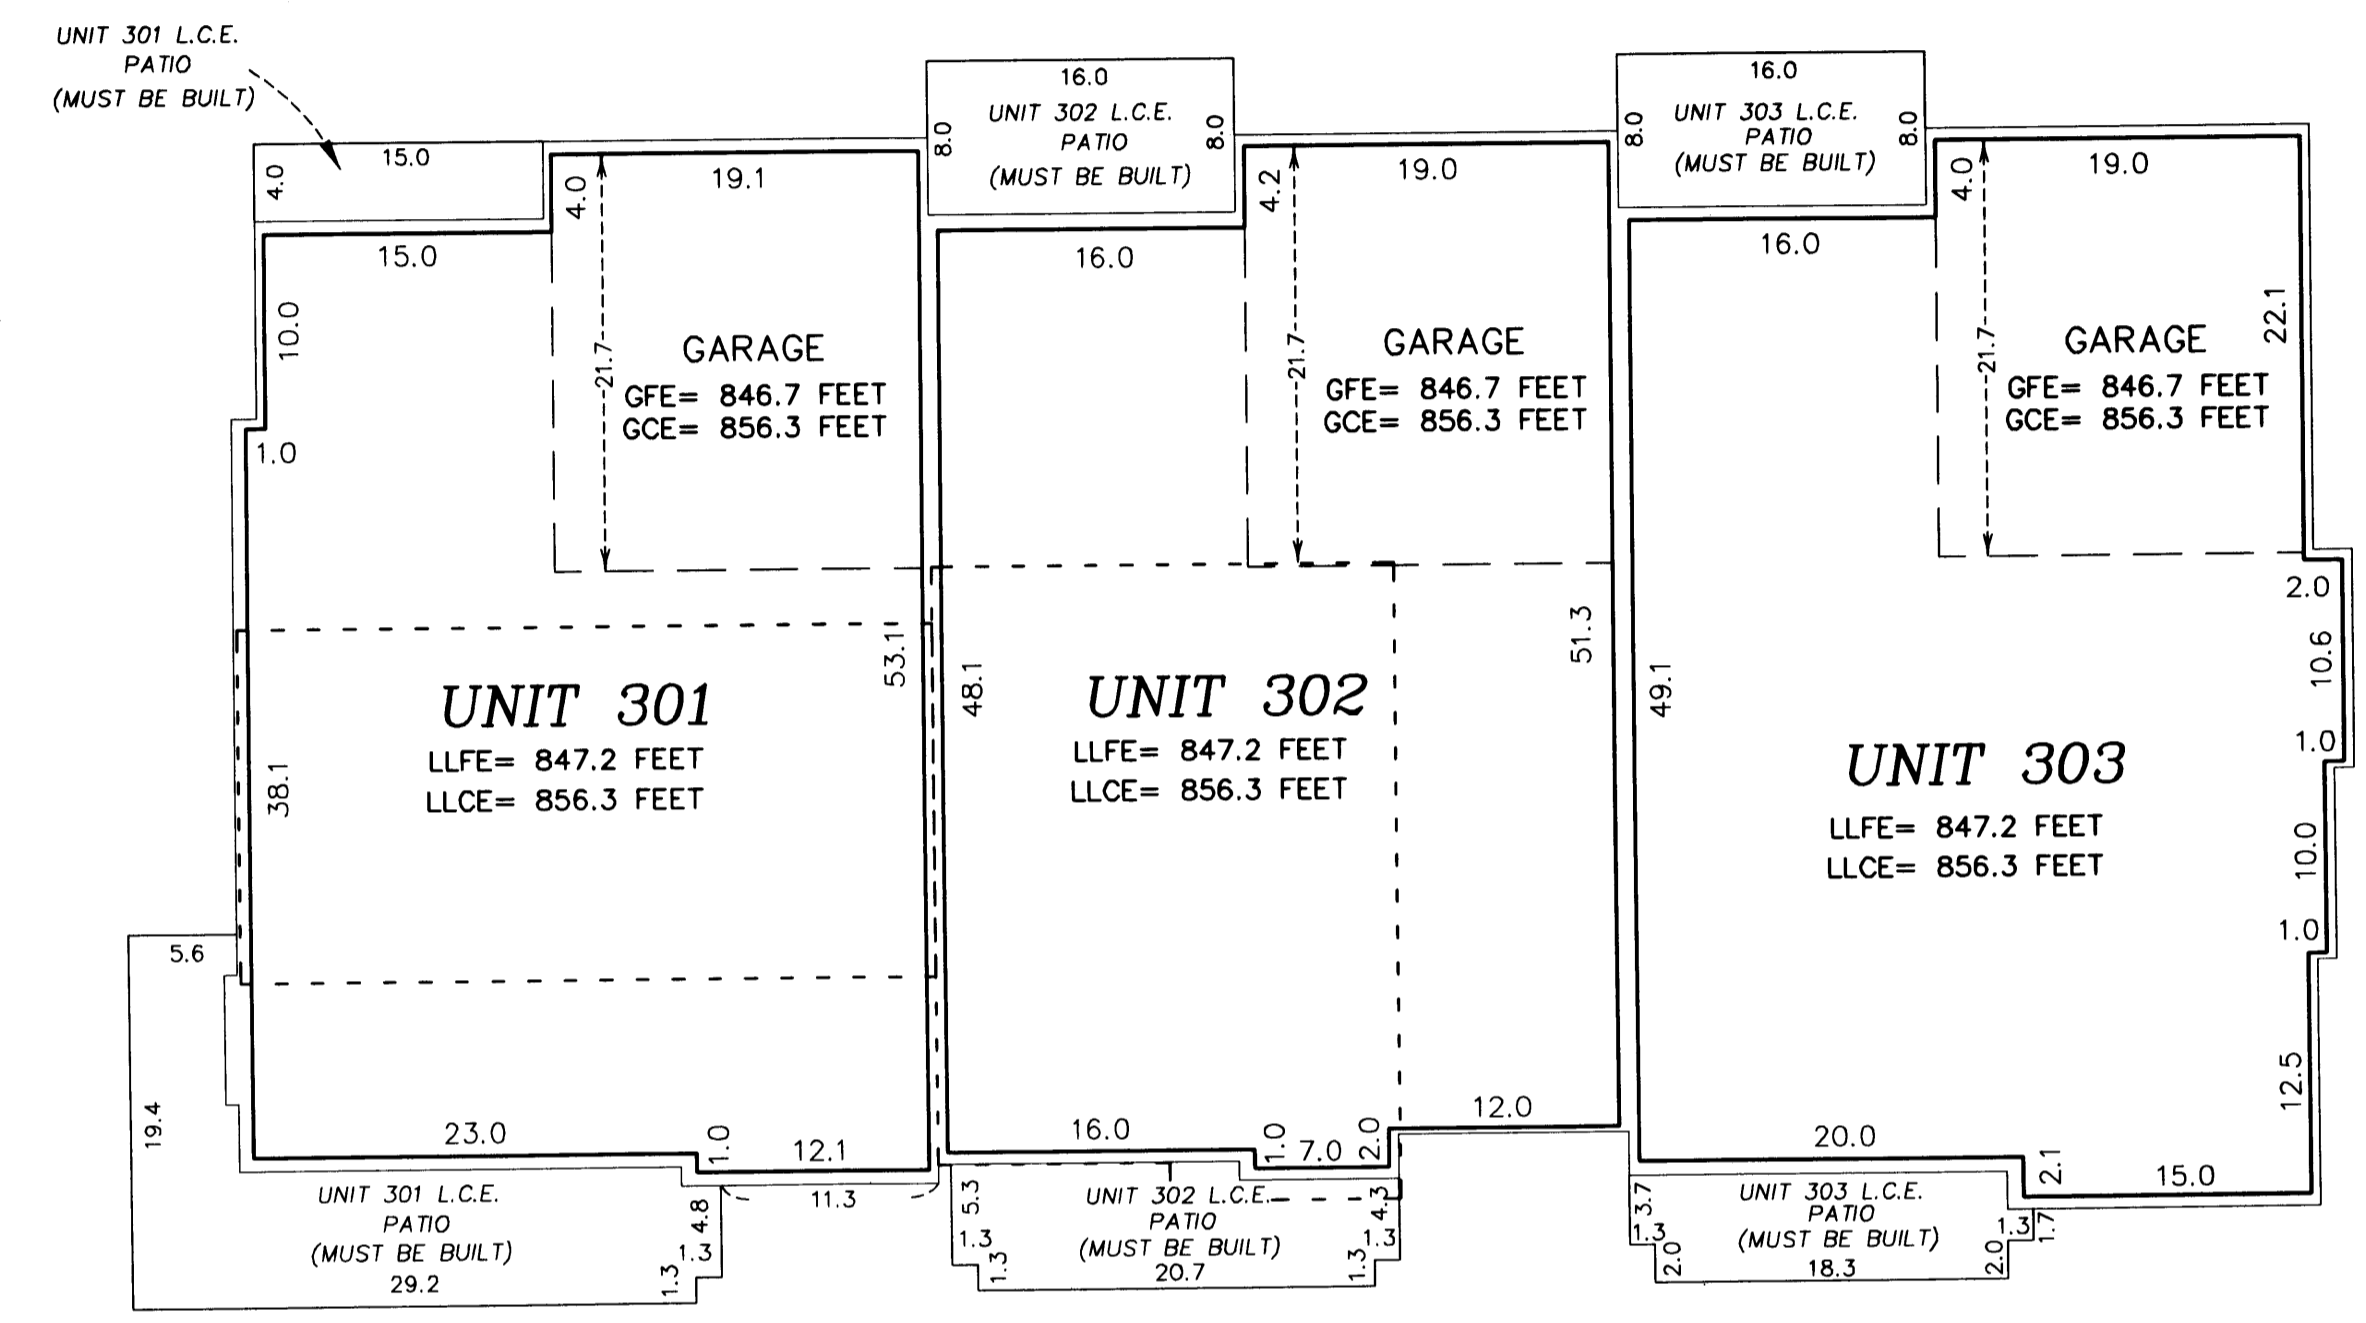 UNIT 301 L.C.E.
PATIO
(MUST BE BUILT)
4.0
15.0
15.0
4.0
19.1
10.0
1.0
21.7
GARAGE
GFE= 846.7 FEET
GCE= 856.3 FEET
53.1
UNIT 301
LLFE= 847.2 FEET
LLCE= 856.3 FEET
38.1
5.6
19.4
23.0
1.0
12.1
11.3
UNIT 301 L.C.E.
PATIO
(MUST BE BUILT)
29.2
4.8
1.3
1.3
16.0
UNIT 302 L.C.E.
PATIO
(MUST BE BUILT)
8.0
8.0
16.0
4.2
19.0
21.7
GARAGE
GFE= 846.7 FEET
GCE= 856.3 FEET
51.3
48.1
UNIT 302
LLFE= 847.2 FEET
LLCE= 856.3 FEET
16.0
1.0
7.0
2.0
12.0
5.3
1.3
1.3
UNIT 302 L.C.E.
PATIO
(MUST BE BUILT)
20.7
4.3
1.3
1.3
16.0
UNIT 303 L.C.E.
PATIO
(MUST BE BUILT)
8.0
8.0
16.0
4.0
19.0
21.7
22.1
GARAGE
GFE= 846.7 FEET
GCE= 856.3 FEET
2.0
10.6
1.0
49.1
UNIT 303
LLFE= 847.2 FEET
LLCE= 856.3 FEET
10.0
1.0
12.5
20.0
2.1
15.0
3.7
1.3
2.0
UNIT 303 L.C.E.
PATIO
(MUST BE BUILT)
18.3
1.3
1.7
2.0